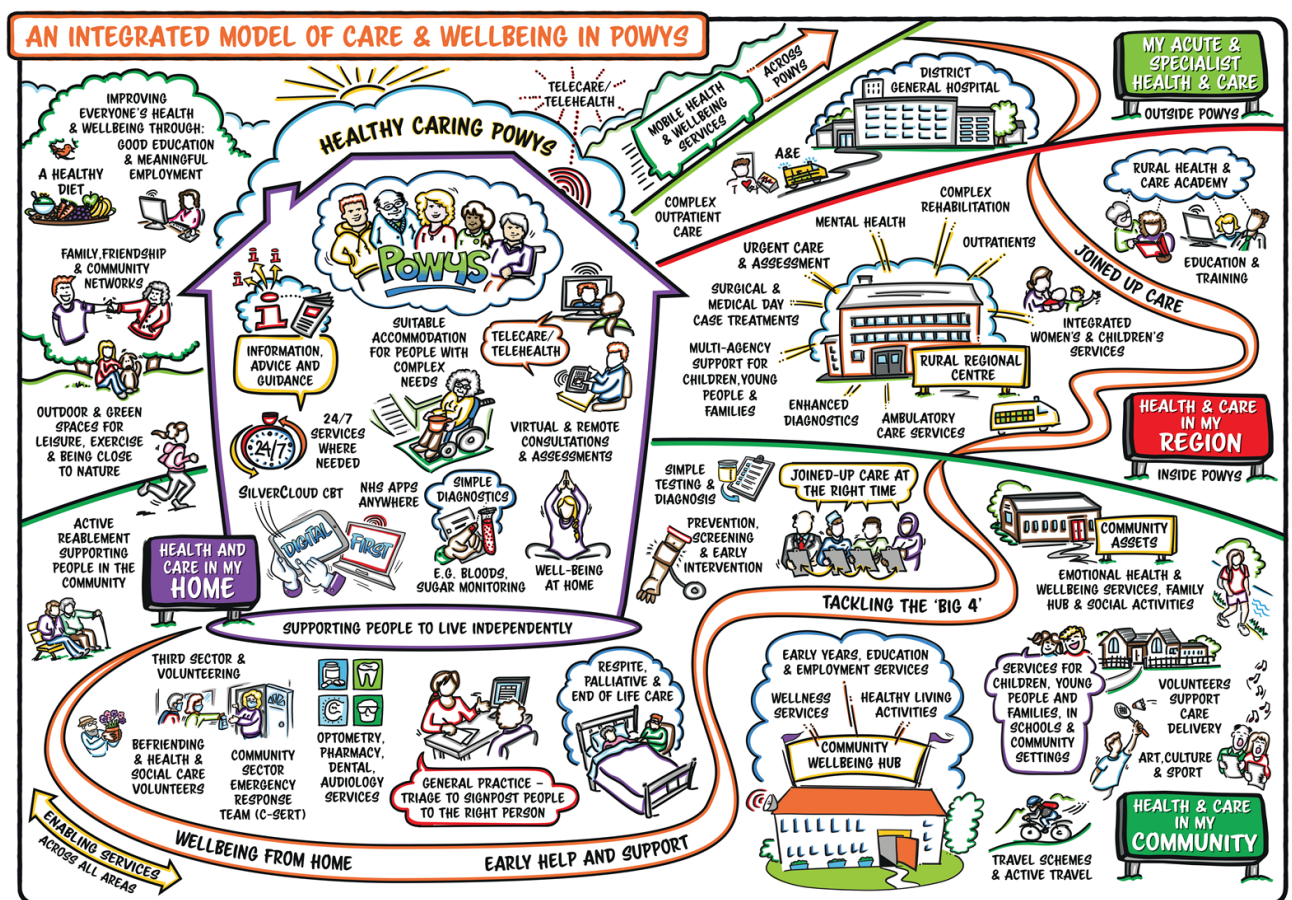 AN INTEGRATED MODEL OF CARE & WELLBEING IN POWYS
IMPROVING
EVERYONE'S HEALTH
& WELLBEING THROUGH:
GOOD EDUCATION
& MEANINGFUL
EMPLOYMENT
A HEALTHY
DIET
FAMILY, FRIENDSHIP
& COMMUNITY
NETWORKS
OUTDOOR & GREEN
SPACES FOR
LEISURE, EXERCISE
& BEING CLOSE
TO NATURE
ACTIVE
REABLEMENT
SUPPORTING
PEOPLE IN THE
COMMUNITY
HEALTHY CARING POWYS
TELECARE/
TELEHEALTH
POWYS
i i i
i
INFORMATION,
ADVICE AND
GUIDANCE
SUITABLE
ACCOMMODATION
FOR PEOPLE WITH
COMPLEX
NEEDS
TELECARE/
TELEHEALTH
24/7
24/7
SERVICES
WHERE
NEEDED
VIRTUAL & REMOTE
CONSULTATIONS
& ASSESSMENTS
SILVERCLOUD CBT
NHS APPS
ANYWHERE
DIGITAL
FIRST
SIMPLE
DIAGNOSTICS
E.G. BLOODS,
SUGAR MONITORING
WELL-BEING
AT HOME
HEALTH AND
CARE IN MY
HOME
SUPPORTING PEOPLE TO LIVE INDEPENDENTLY
MOBILE HEALTH
& WELLBEING
SERVICES
ACROSS
POWYS
DISTRICT
GENERAL HOSPITAL
A&E
COMPLEX
OUTPATIENT
CARE
MY ACUTE &
SPECIALIST
HEALTH & CARE
OUTSIDE POWYS
COMPLEX
REHABILITATION
MENTAL HEALTH
OUTPATIENTS
URGENT CARE
& ASSESSMENT
SURGICAL &
MEDICAL DAY
CASE TREATMENTS
MULTI-AGENCY
SUPPORT FOR
CHILDREN, YOUNG
PEOPLE &
FAMILIES
ENHANCED
DIAGNOSTICS
AMBULATORY
CARE SERVICES
RURAL REGIONAL
CENTRE
INTEGRATED
WOMEN'S & CHILDREN'S
SERVICES
RURAL HEALTH &
CARE ACADEMY
EDUCATION &
TRAINING
JOINED UP CARE
HEALTH & CARE
IN MY
REGION
INSIDE POWYS
SIMPLE
TESTING &
DIAGNOSIS
PREVENTION,
SCREENING
& EARLY
INTERVENTION
JOINED-UP CARE AT
THE RIGHT TIME
TACKLING THE 'BIG 4'
COMMUNITY
ASSETS
EMOTIONAL HEALTH &
WELLBEING SERVICES, FAMILY
HUB & SOCIAL ACTIVITIES
THIRD SECTOR &
VOLUNTEERING
BEFRIENDING
& HEALTH &
SOCIAL CARE
VOLUNTEERS
COMMUNITY
SECTOR
EMERGENCY
RESPONSE
TEAM (C-SERT)
OPTOMETRY,
PHARMACY,
DENTAL,
AUDIOLOGY
SERVICES
GENERAL PRACTICE –
TRIAGE TO SIGNPOST PEOPLE
TO THE RIGHT PERSON
RESPITE,
PALLIATIVE &
END OF LIFE CARE
EARLY YEARS, EDUCATION
& EMPLOYMENT SERVICES
WELLNESS
SERVICES
HEALTHY LIVING
ACTIVITIES
COMMUNITY
WELLBEING HUB
SERVICES FOR
CHILDREN, YOUNG
PEOPLE AND
FAMILIES, IN
SCHOOLS &
COMMUNITY
SETTINGS
VOLUNTEERS
SUPPORT
CARE
DELIVERY
ART, CULTURE
& SPORT
TRAVEL SCHEMES
& ACTIVE TRAVEL
HEALTH & CARE
IN MY
COMMUNITY
ENABLING SERVICES
ACROSS ALL AREAS
WELLBEING FROM HOME
EARLY HELP AND SUPPORT